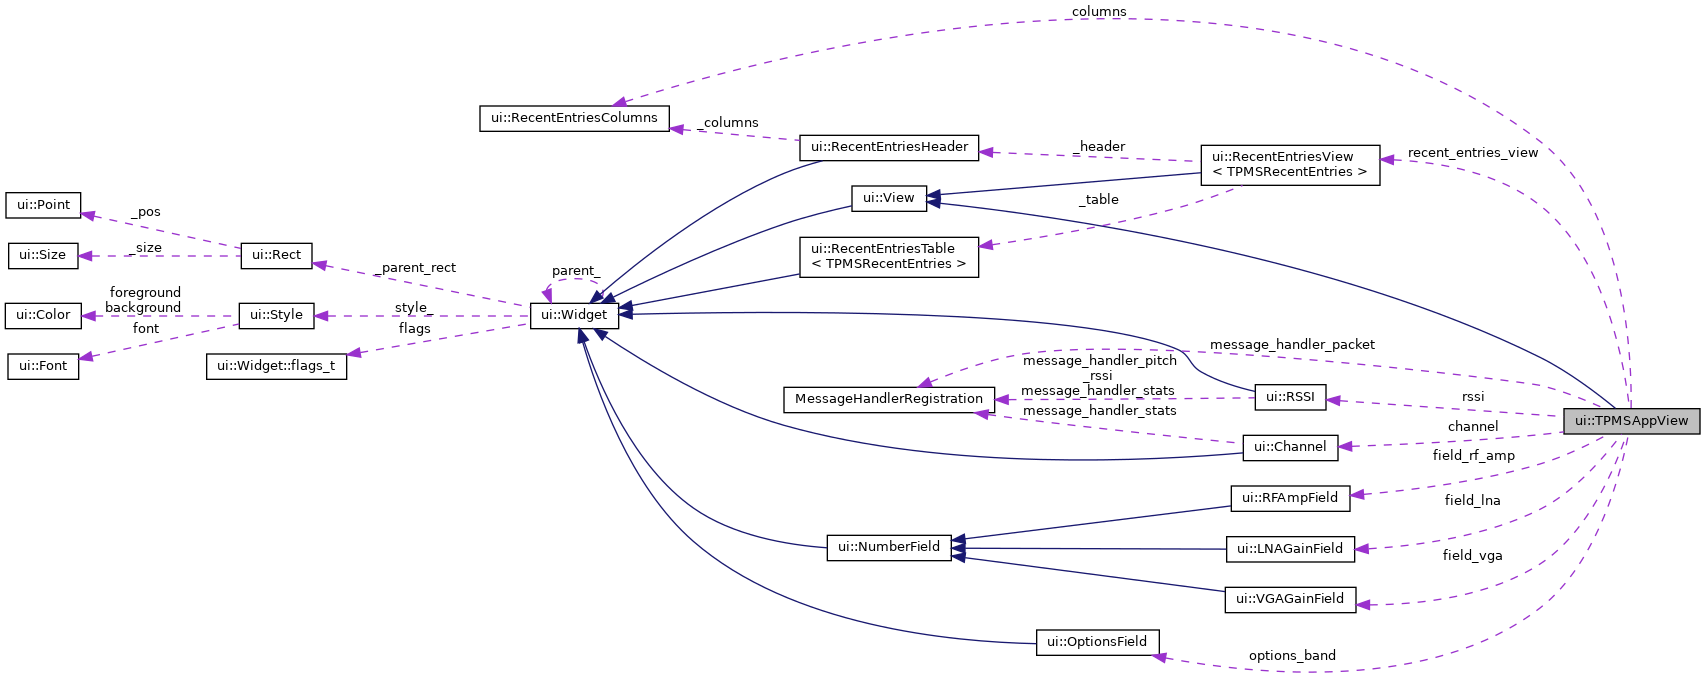 columns
ui::RecentEntriesColumns
_columns
ui::RecentEntriesHeader
_header
ui::RecentEntriesView
< TPMSRecentEntries >
recent_entries_view
ui::View
_table
ui::Point
_pos
ui::RecentEntriesTable
< TPMSRecentEntries >
ui::Size
_size
ui::Rect
_parent_rect
parent_
ui::Color
foreground
background
ui::Style
style_
ui::Widget
font
flags
ui::Font
ui::Widget::flags_t
message_handler_packet
message_handler_pitch
_rssi
message_handler_stats
MessageHandlerRegistration
message_handler_stats
ui::RSSI
rssi
ui::TPMSAppView
channel
ui::Channel
field_rf_amp
ui::RFAmpField
field_lna
ui::NumberField
ui::LNAGainField
field_vga
ui::VGAGainField
ui::OptionsField
options_band